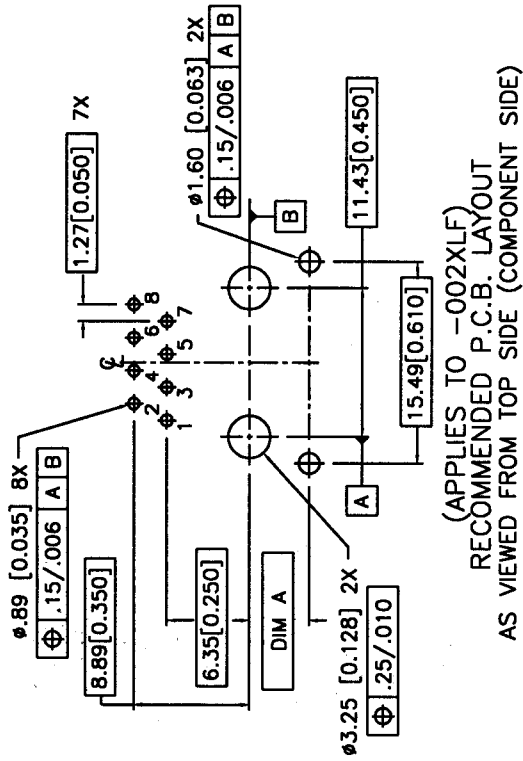 ø.89 [0.035] 8X
⌖ .15/.006 A B
8.89[0.350]
6.35[0.250]
DIM A
ø3.25 [0.128] 2X
⌖ .25/.010
1.27[0.050] 7X
℄
2 4 6 8
1 3 5 7
ø1.60 [0.063] 2X
⌖ .15/.006 A B
B
A
11.43[0.450]
15.49[0.610]
(APPLIES TO -002XLF)
RECOMMENDED P.C.B. LAYOUT
AS VIEWED FROM TOP SIDE (COMPONENT SIDE)